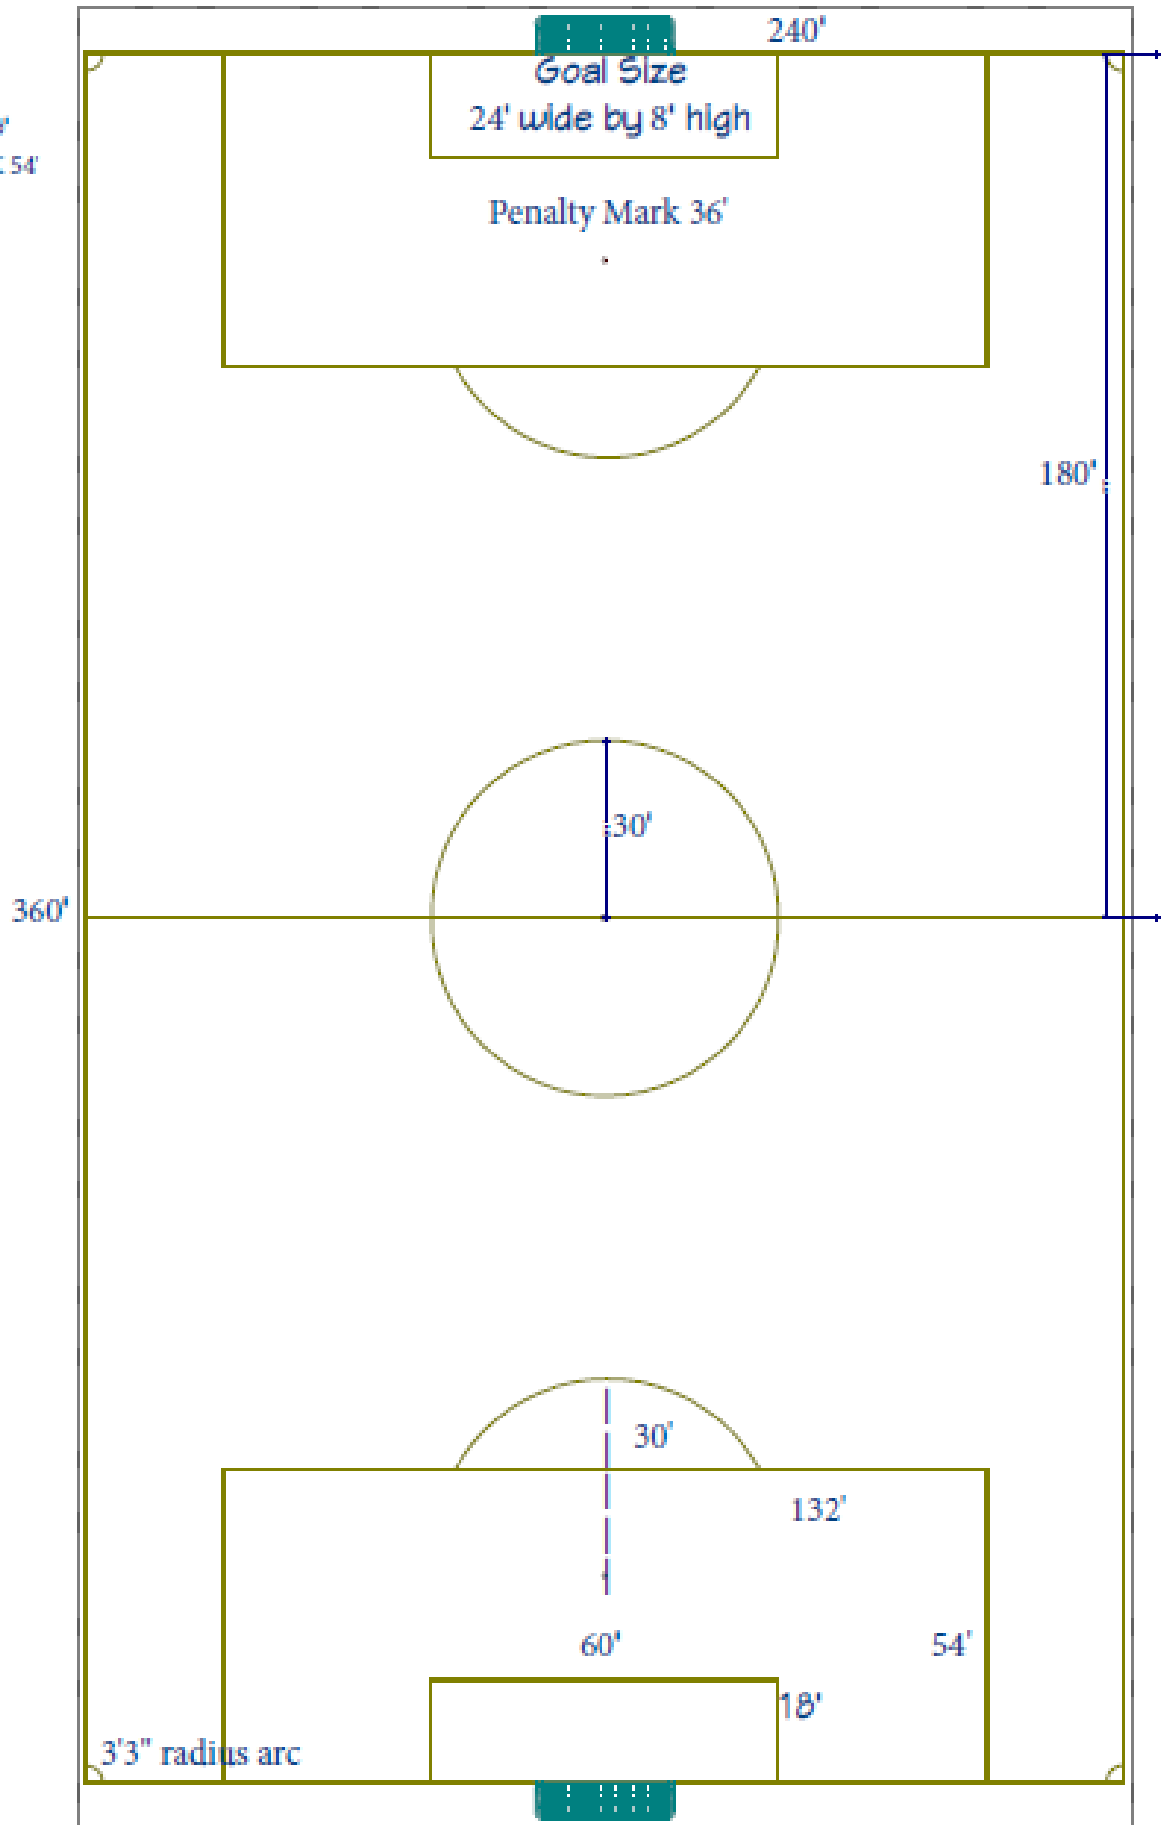 240'
Goal Size
24' wide by 8' high
54'
Penalty Mark 36'
180'
30'
360'
30'
132'
60'
54'
18'
3'3" radius arc